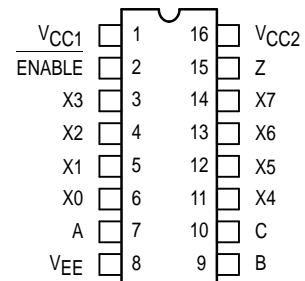 VCC1 1 16 VCC2
ENABLE 2 15 Z
X3 3 14 X7
X2 4 13 X6
X1 5 12 X5
X0 6 11 X4
A 7 10 C
VEE 8 9 B